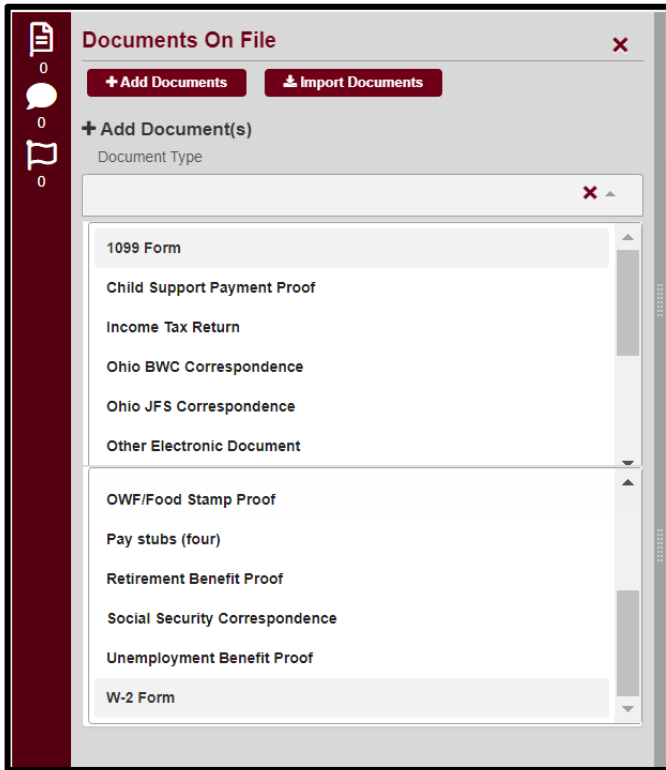 Documents On File
0
0
0
Add Documents
Import Documents
Add Document(s)
Document Type
1099 Form
Child Support Payment Proof
Income Tax Return
Ohio BWC Correspondence
Ohio JFS Correspondence
Other Electronic Document
OWF/Food Stamp Proof
Pay stubs (four)
Retirement Benefit Proof
Social Security Correspondence
Unemployment Benefit Proof
W-2 Form